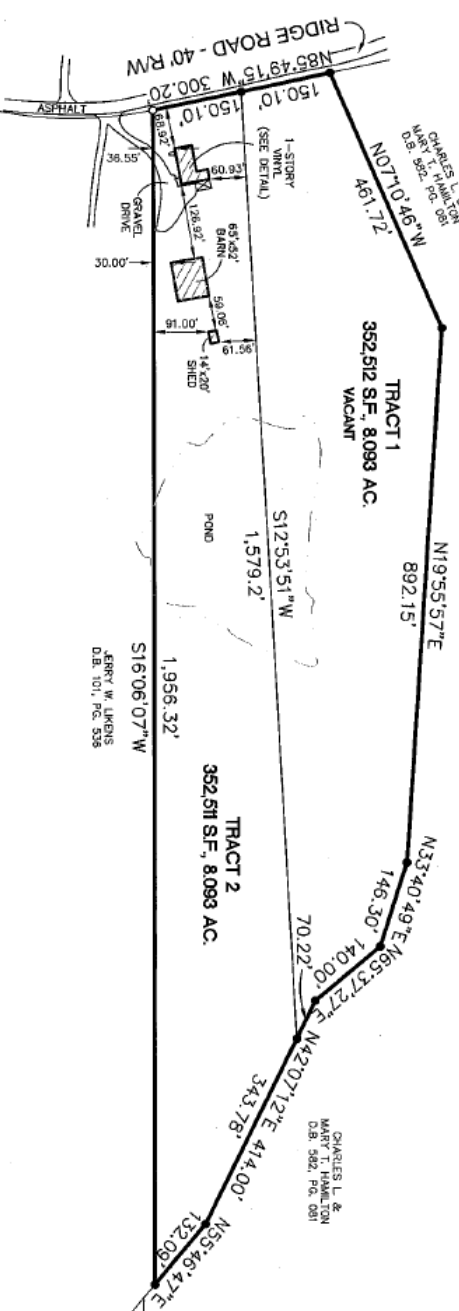 RIDGE ROAD - 40' R/W
N85°49'15"W
300.20'
150.10'
150.10'
ASPHALT
CHARLES L. &
MARY T. HAMILTON
D.B. 582, PG. 081
N07°10'46"W
461.72'
TRACT 1
352,512 S.F., 8.093 AC.
VACANT
N19°55'57"E
892.15'
N33°40'49"E
146.30'
N65°37'27"E
140.00'
70.22'
N42°07'12"E 414.00'
343.78'
N55°46'47"E
132.09'
CHARLES L. &
MARY T. HAMILTON
D.B. 582, PG. 081
S12°53'51"W
1,579.2'
1-STORY
VINYL
(SEE DETAIL)
68.92'
60.93'
36.55'
GRAVEL
DRIVE
126.92'
65'x52'
BARN
30.00'
59.06'
91.00'
61.56'
14'x20'
SHED
POND
TRACT 2
352,511 S.F., 8.093 AC.
1,956.32'
S16°06'07"W
JERRY W. LIKENS
D.B. 101, PG. 536